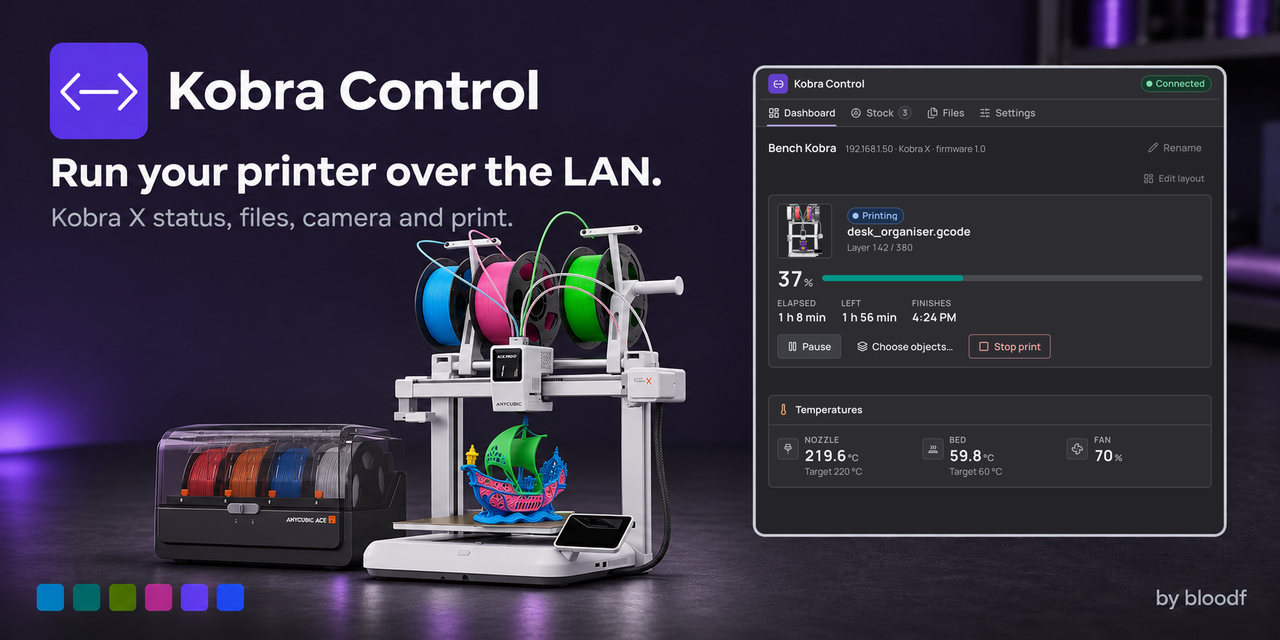 Kobra Control
Run your printer over the LAN.
Kobra X status, files, camera and print.
Kobra Control
Connected
Dashboard
Stock 3
Files
Settings
Bench Kobra
192.168.1.50 · Kobra X · firmware 1.0
Rename
Edit layout
Printing
desk_organiser.gcode
Layer 142 / 380
37%
ELAPSED
LEFT
FINISHES
1 h 8 min
1 h 56 min
4:24 PM
Pause
Choose objects…
Stop print
Temperatures
NOZZLE
219.6 °C
Target 220 °C
BED
59.8 °C
Target 60 °C
FAN
70 %
ACE PRO
ANYCUBIC
ANYCUBIC ACE
by bloodf